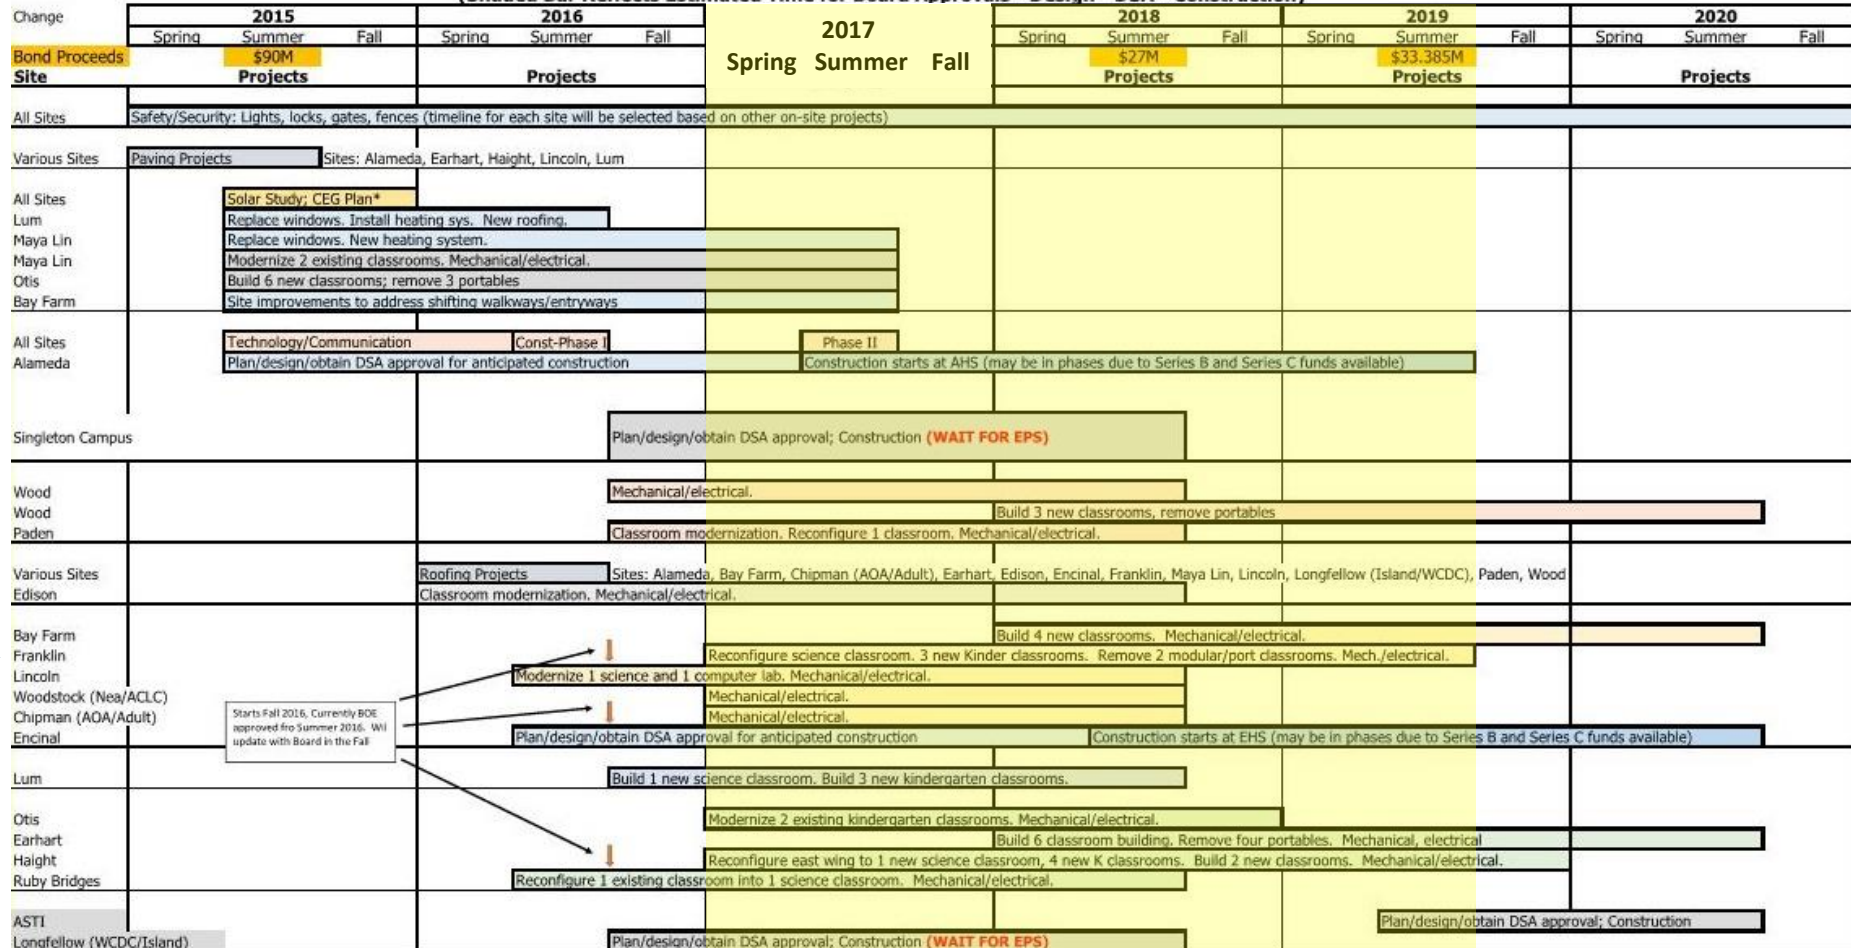 Change 2015 2016 2017 2018 2019 2020
Spring Summer Fall Spring Summer Fall Spring Summer Fall Spring Summer Fall Spring Summer Fall Spring Summer Fall
Bond Proceeds $90M $27M $33.385M
Site Projects Projects Projects Projects Projects
All Sites Safety/Security: Lights, locks, gates, fences (timeline for each site will be selected based on other on-site projects)
Various Sites Paving Projects Sites: Alameda, Earhart, Haight, Lincoln, Lum
All Sites Solar Study; CEG Plan*
Lum Replace windows. Install heating sys. New roofing.
Maya Lin Replace windows. New heating system.
Maya Lin Modernize 2 existing classrooms. Mechanical/electrical.
Otis Build 6 new classrooms; remove 3 portables
Bay Farm Site improvements to address shifting walkways/entryways
All Sites Technology/Communication Const-Phase I Phase II
Alameda Plan/design/obtain DSA approval for anticipated construction Construction starts at AHS (may be in phases due to Series B and Series C funds available)
Singleton Campus Plan/design/obtain DSA approval; Construction (WAIT FOR EPS)
Wood Mechanical/electrical.
Wood Build 3 new classrooms, remove portables
Paden Classroom modernization. Reconfigure 1 classroom. Mechanical/electrical.
Various Sites Roofing Projects Sites: Alameda, Bay Farm, Chipman (AOA/Adult), Earhart, Edison, Encinal, Franklin, Maya Lin, Lincoln, Longfellow (Island/WCDC), Paden, Wood
Edison Classroom modernization. Mechanical/electrical.
Bay Farm Build 4 new classrooms. Mechanical/electrical.
Franklin Reconfigure science classroom. 3 new Kinder classrooms. Remove 2 modular/port classrooms. Mech./electrical.
Lincoln Modernize 1 science and 1 computer lab. Mechanical/electrical.
Woodstock (Nea/ACLC) Mechanical/electrical.
Chipman (AOA/Adult) Mechanical/electrical.
Encinal Plan/design/obtain DSA approval for anticipated construction Construction starts at EHS (may be in phases due to Series B and Series C funds available)
Starts Fall 2016, Currently BOE
approved fro Summer 2016. Wil
update with Board in the Fall
Lum Build 1 new science classroom. Build 3 new kindergarten classrooms.
Otis Modernize 2 existing kindergarten classrooms. Mechanical/electrical.
Earhart Build 6 classroom building. Remove four portables. Mechanical, electrical
Haight Reconfigure east wing to 1 new science classroom, 4 new K classrooms. Build 2 new classrooms. Mechanical/electrical.
Ruby Bridges Reconfigure 1 existing classroom into 1 science classroom. Mechanical/electrical.
ASTI Plan/design/obtain DSA approval; Construction
Longfellow (WCDC/Island) Plan/design/obtain DSA approval; Construction (WAIT FOR EPS)